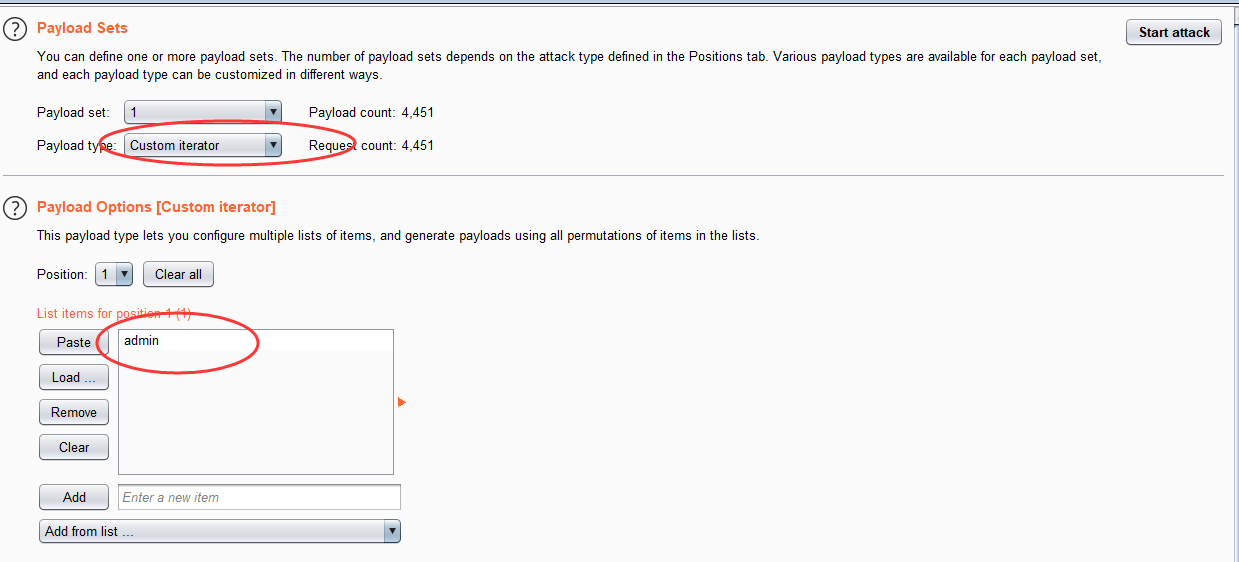 Payload Sets
Start attack
You can define one or more payload sets. The number of payload sets depends on the attack type defined in the Positions tab. Various payload types are available for each payload set,
and each payload type can be customized in different ways.
Payload set: 1 Payload count: 4,451
Payload type: Custom iterator Request count: 4,451
Payload Options [Custom iterator]
This payload type lets you configure multiple lists of items, and generate payloads using all permutations of items in the lists.
Position: 1 Clear all
List items for position 1 (1)
Paste admin
Load ...
Remove
Clear
Add Enter a new item
Add from list ...